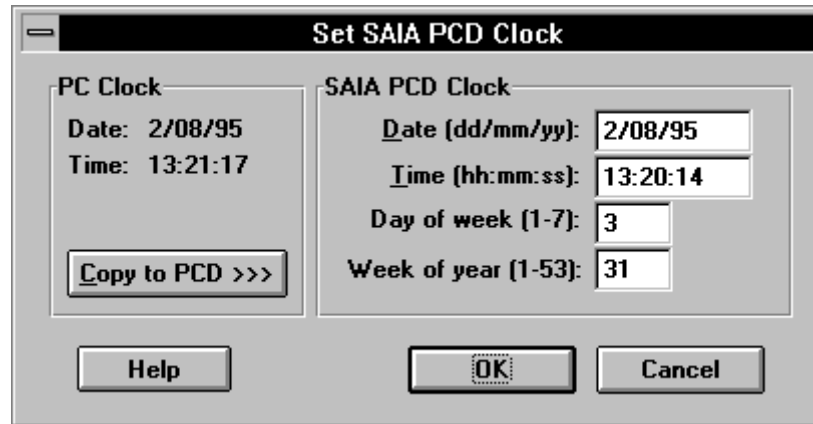 Set SAIA PCD Clock
PC Clock
Date: 2/08/95
Time: 13:21:17
Copy to PCD >>>
SAIA PCD Clock
Date (dd/mm/yy): 2/08/95
Time (hh:mm:ss): 13:20:14
Day of week (1-7): 3
Week of year (1-53): 31
Help
OK
Cancel